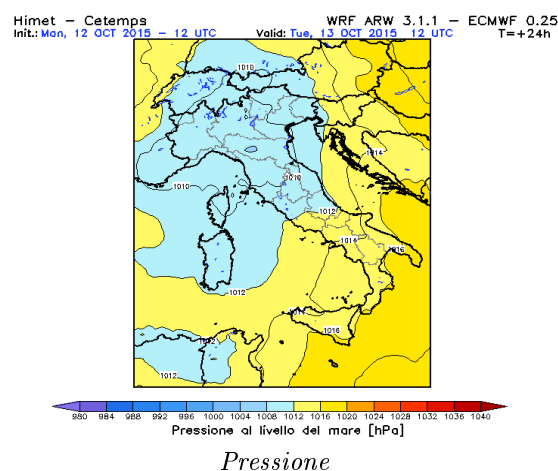 Himet – Cetemps WRF ARW 3.1.1 – ECMWF 0.25
Init.: Mon, 12 OCT 2015 – 12 UTC Valid: Tue, 13 OCT 2015 12 UTC T=+24h
1010
1014
1010
1010
1012
1014
1016
1012
1016
1012
980 984 988 992 996 1000 1004 1008 1012 1016 1020 1024 1028 1032 1036 1040
Pressione al livello del mare [hPa]
Pressione